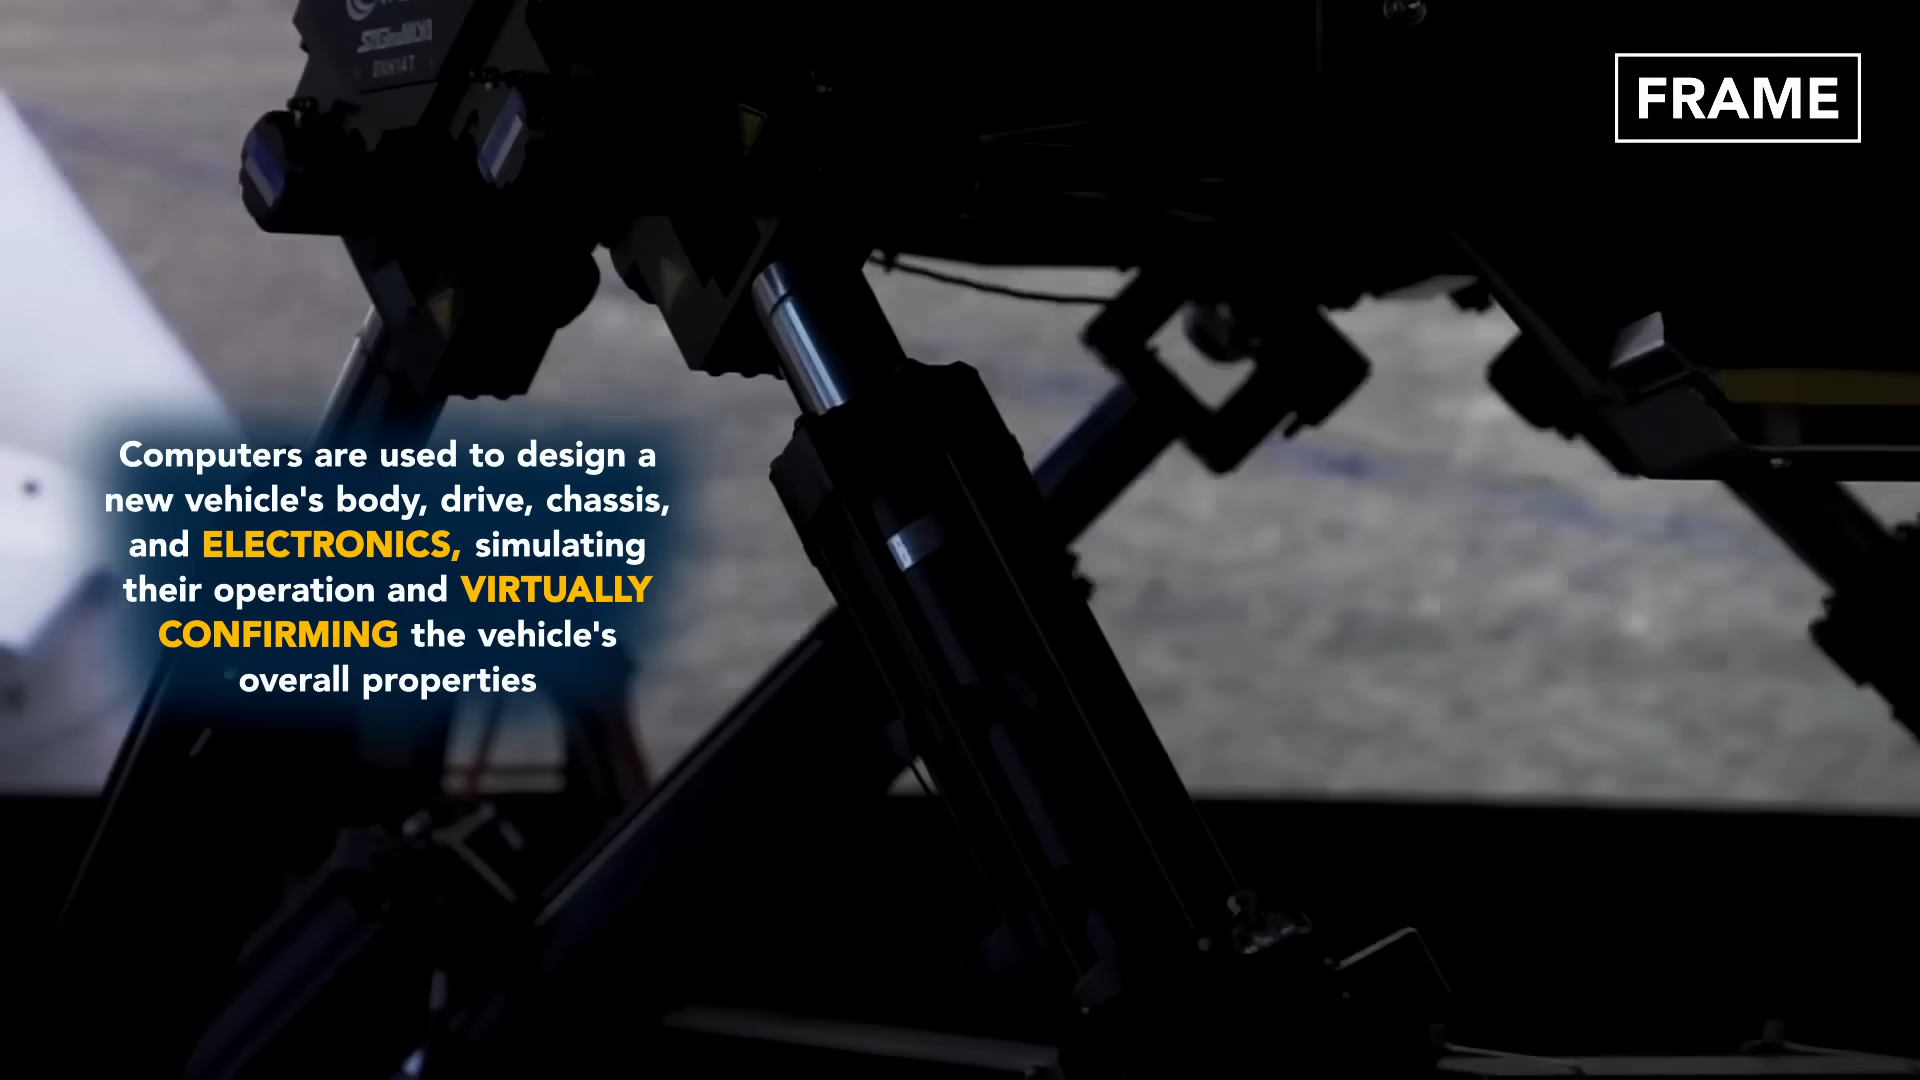 FRAME
Computers are used to design a
new vehicle's body, drive, chassis,
and ELECTRONICS, simulating
their operation and VIRTUALLY
CONFIRMING the vehicle's
overall properties